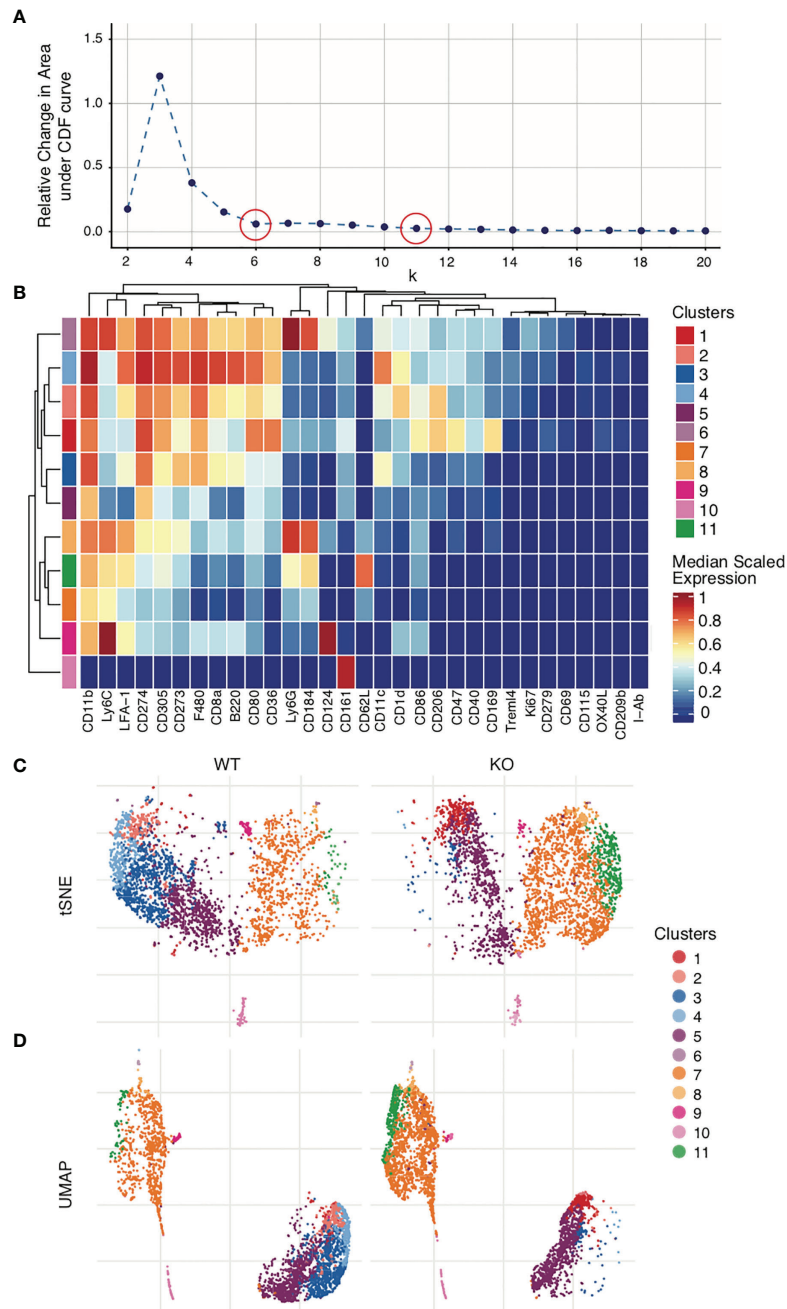 A
Relative Change in Area
under CDF curve
1.5
1.0
0.5
0.0
2 4 6 8 10 12 14 16 18 20
k
B
Clusters
1
2
3
4
5
6
7
8
9
10
11
Median Scaled
Expression
1
0.8
0.6
0.4
0.2
0
CD11b Ly6C LFA-1 CD274 CD305 CD273 F480 CD8a B220 CD80 CD36 Ly6G CD184 CD124 CD161 CD62L CD11c CD1d CD86 CD206 CD47 CD40 CD169 Treml4 Ki67 CD279 CD69 CD115 OX40L CD209b I-Ab
C
WT KO
tSNE
Clusters
1
2
3
4
5
6
7
8
9
10
11
D
UMAP